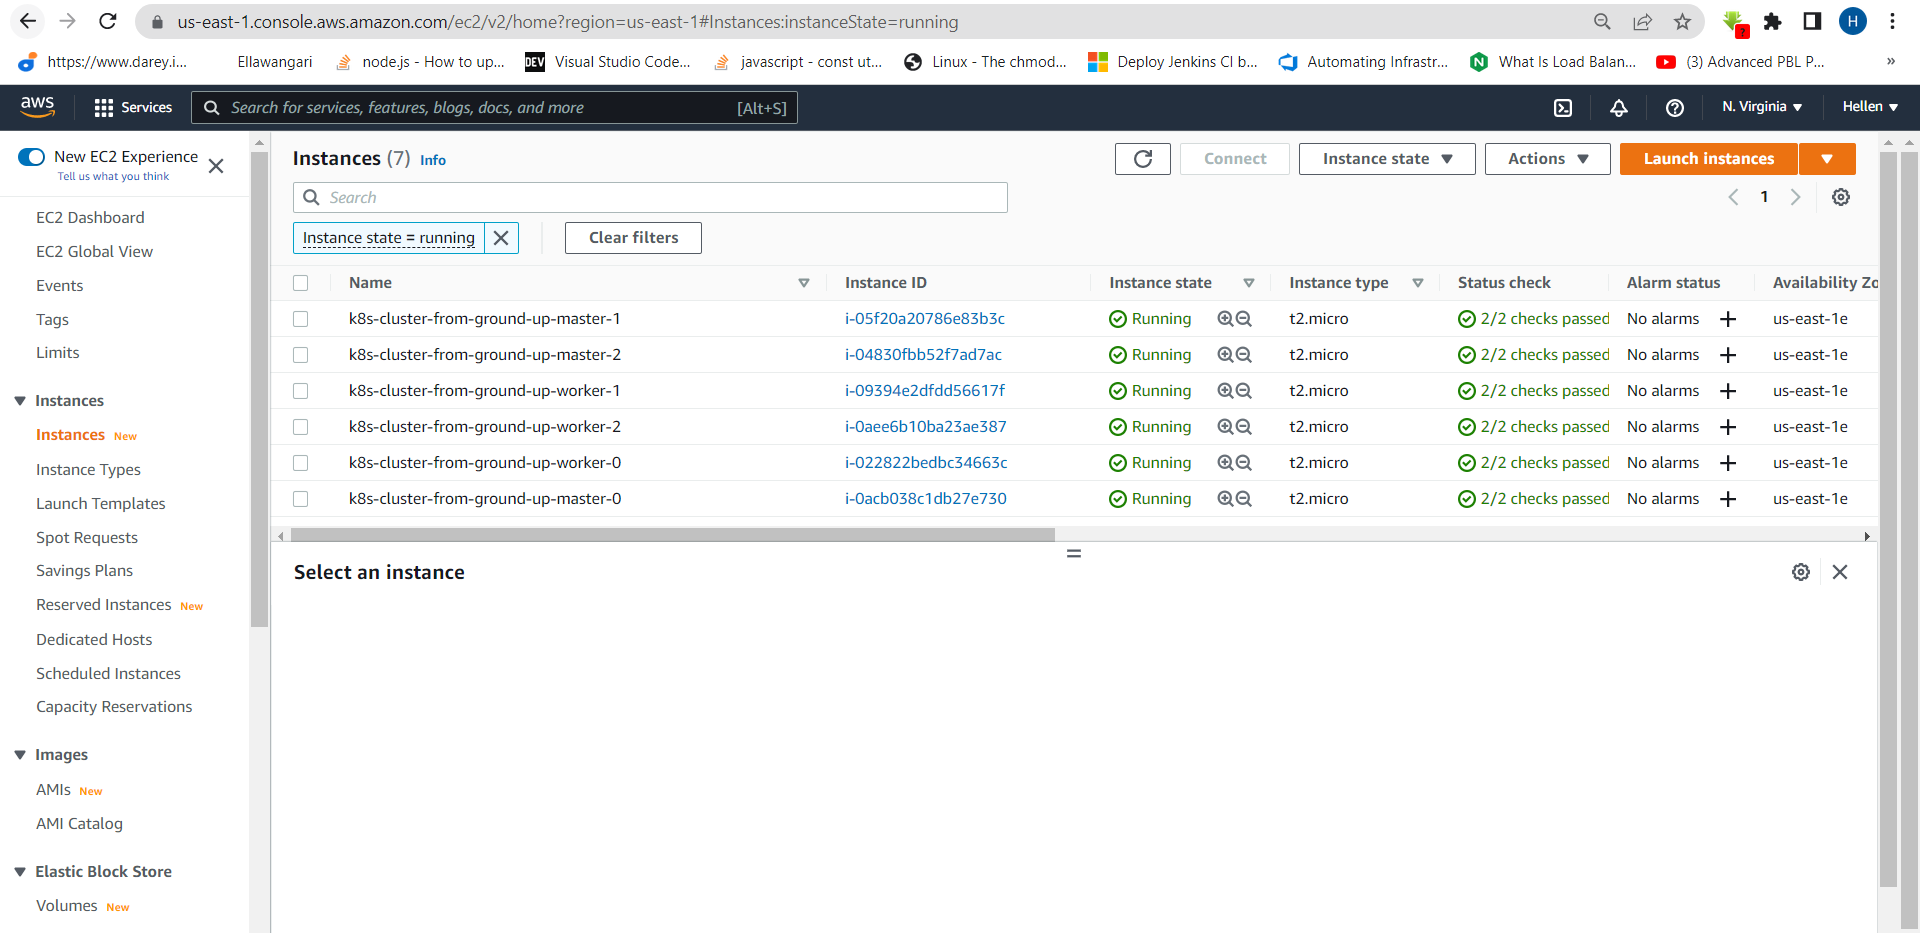 us-east-1.console.aws.amazon.com/ec2/v2/home?region=us-east-1#Instances:instanceState=running
?
H
https://www.darey.i...
Ellawangari
node.js - How to up...
DEV
Visual Studio Code...
javascript - const ut...
Linux - The chmod...
Deploy Jenkins CI b...
Automating Infrastr...
N
What Is Load Balan...
(3) Advanced PBL P...
»
aws
Services
Search for services, features, blogs, docs, and more
[Alt+S]
N. Virginia
Hellen
New EC2 Experience
Tell us what you think
EC2 Dashboard
EC2 Global View
Events
Tags
Limits
Instances
Instances New
Instance Types
Launch Templates
Spot Requests
Savings Plans
Reserved Instances New
Dedicated Hosts
Scheduled Instances
Capacity Reservations
Images
AMIs New
AMI Catalog
Elastic Block Store
Volumes New
Instances (7) Info
Connect
Instance state
Actions
Launch instances
Search
1
Instance state = running
Clear filters
Name Instance ID Instance state Instance type Status check Alarm status Availability Zo
k8s-cluster-from-ground-up-master-1 i-05f20a20786e83b3c Running t2.micro 2/2 checks passed No alarms + us-east-1e
k8s-cluster-from-ground-up-master-2 i-04830fbb52f7ad7ac Running t2.micro 2/2 checks passed No alarms + us-east-1e
k8s-cluster-from-ground-up-worker-1 i-09394e2dfdd56617f Running t2.micro 2/2 checks passed No alarms + us-east-1e
k8s-cluster-from-ground-up-worker-2 i-0aee6b10ba23ae387 Running t2.micro 2/2 checks passed No alarms + us-east-1e
k8s-cluster-from-ground-up-worker-0 i-022822bedbc34663c Running t2.micro 2/2 checks passed No alarms + us-east-1e
k8s-cluster-from-ground-up-master-0 i-0acb038c1db27e730 Running t2.micro 2/2 checks passed No alarms + us-east-1e
Select an instance